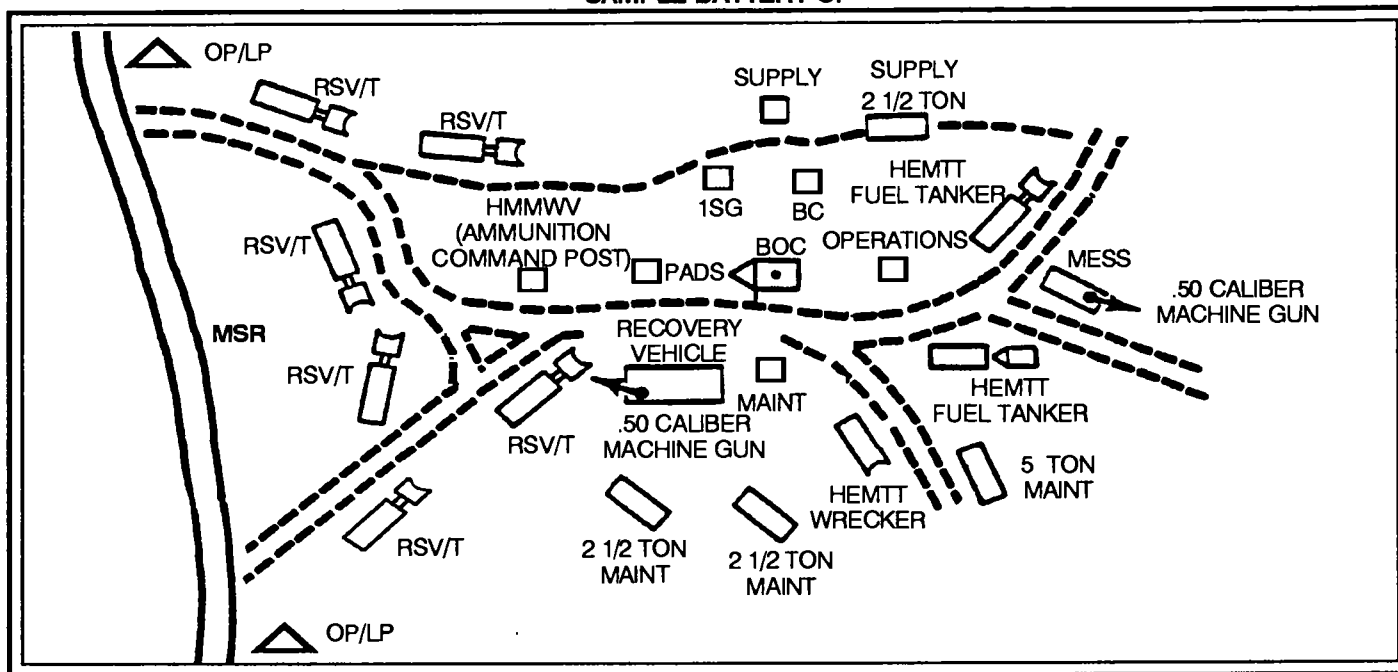 SAMPLE BATTERY OP
OP/LP
RSV/T
RSV/T
SUPPLY
SUPPLY
2 1/2 TON
HEMTT
FUEL TANKER
1SG
BC
HMMWV
(AMMUNITION
COMMAND POST)
PADS
BOC
OPERATIONS
MESS
.50 CALIBER
MACHINE GUN
RSV/T
MSR
RSV/T
RECOVERY
VEHICLE
MAINT
HEMTT
FUEL TANKER
RSV/T
.50 CALIBER
MACHINE GUN
HEMTT
WRECKER
5 TON
MAINT
RSV/T
2 1/2 TON
MAINT
2 1/2 TON
MAINT
OP/LP